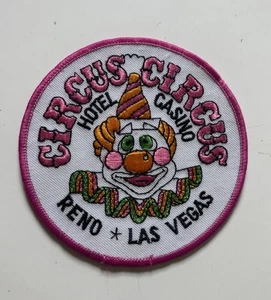 CIRCUS CIRCUS
HOTEL CASINO
RENO * LAS VEGAS